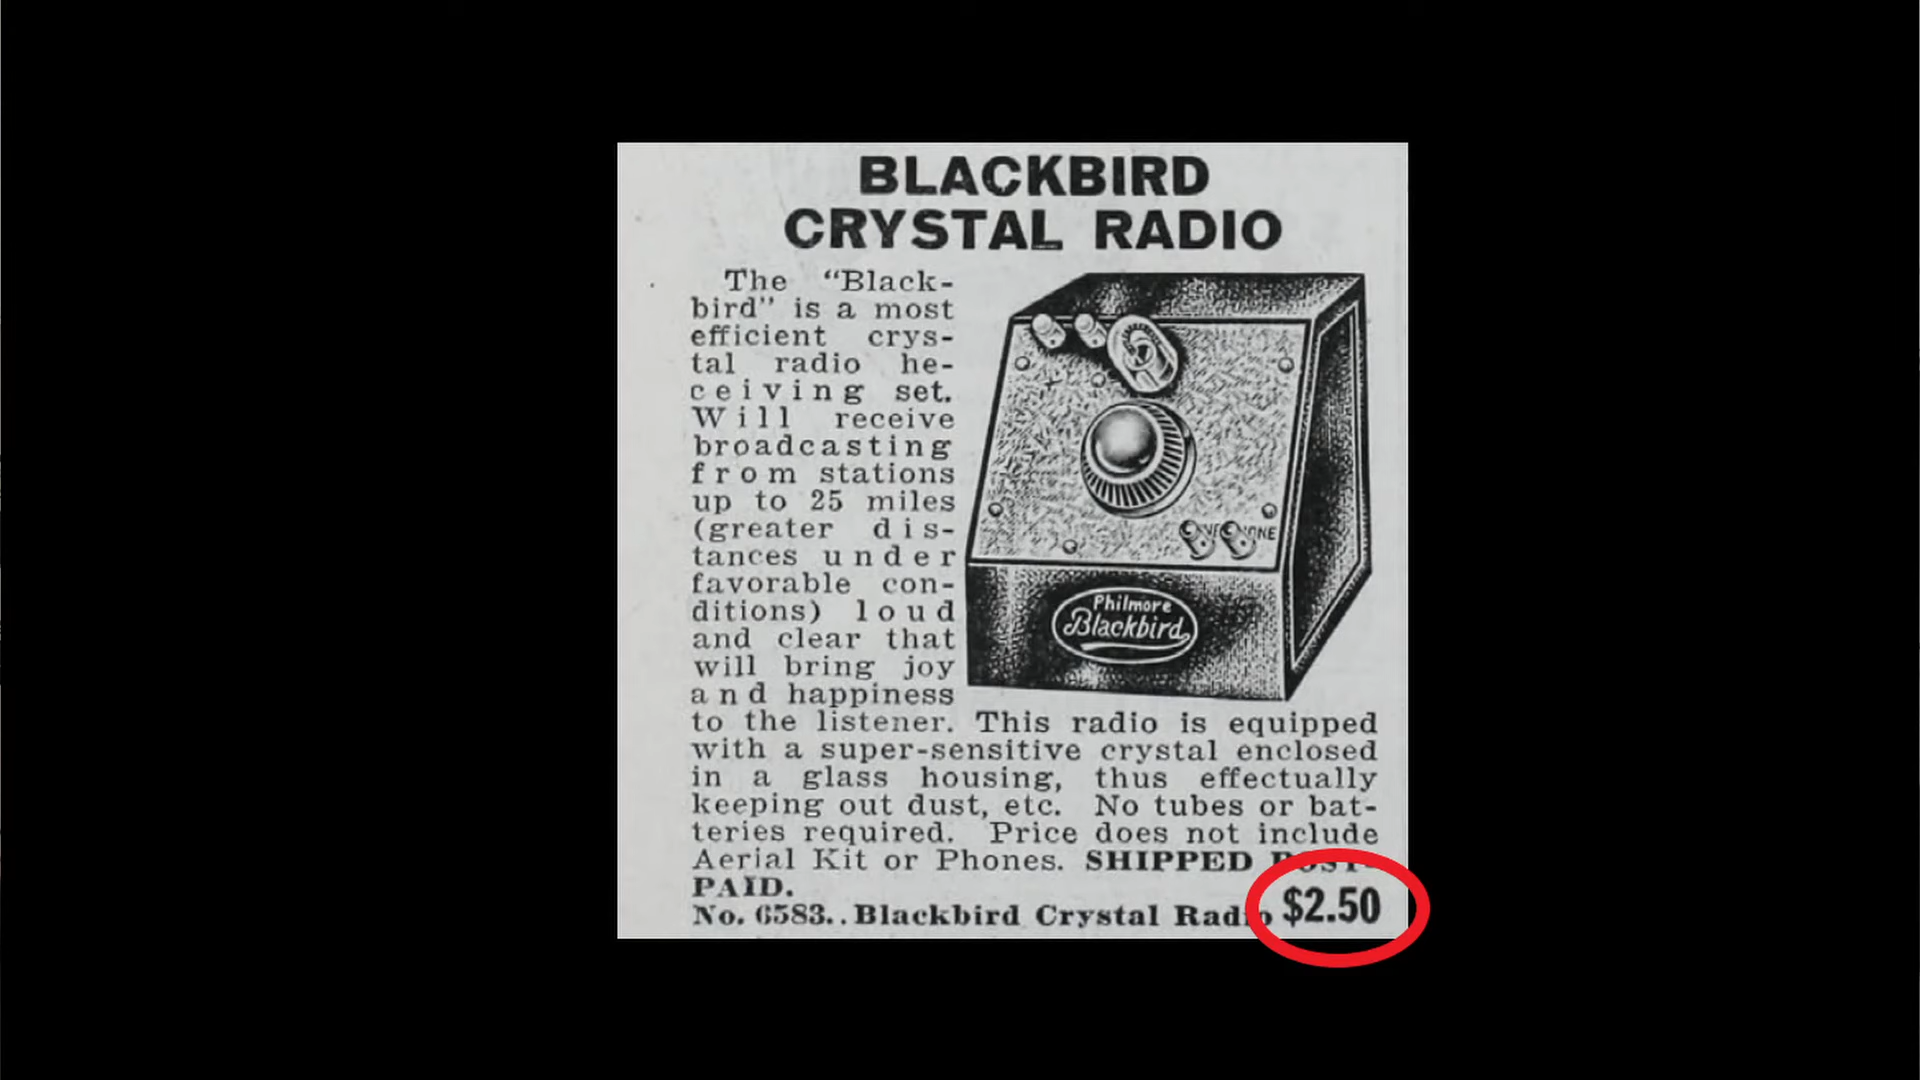 BLACKBIRD
CRYSTAL RADIO
The "Black-
bird" is a most
efficient crys-
tal radio he-
ceiving set.
Will receive
broadcasting
from stations
up to 25 miles
(greater dis-
tances under
favorable con-
ditions) loud
and clear that
will bring joy
and happiness
to the listener. This radio is equipped
with a super-sensitive crystal enclosed
in a glass housing, thus effectually
keeping out dust, etc. No tubes or bat-
teries required. Price does not include
Aerial Kit or Phones. SHIPPED POST-
PAID.
No. 6583.. Blackbird Crystal Radio $2.50
Philmore
Blackbird